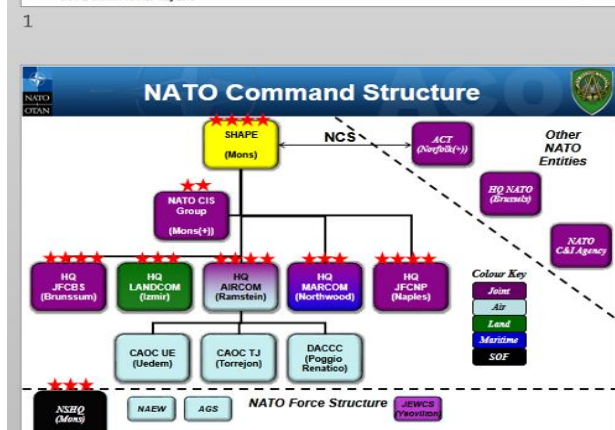 1
NATO
OTAN
NATO Command Structure
SHAPE
(Mons)
NCS
ACT
(Norfolk(+))
Other
NATO
Entities
HQ NATO
(Brussels)
NATO
C&I Agency
NATO CIS
Group
(Mons(+))
HQ
JFCBS
(Brunssum)
HQ
LANDCOM
(Izmir)
HQ
AIRCOM
(Ramstein)
HQ
MARCOM
(Northwood)
HQ
JFCNP
(Naples)
Colour Key
Joint
Air
Land
Maritime
SOF
CAOC UE
(Uedem)
CAOC TJ
(Torrejon)
DACCC
(Poggio
Renatico)
NSHQ
(Mons)
NAEW
AGS
NATO Force Structure
JEWCS
(Yeovilton)